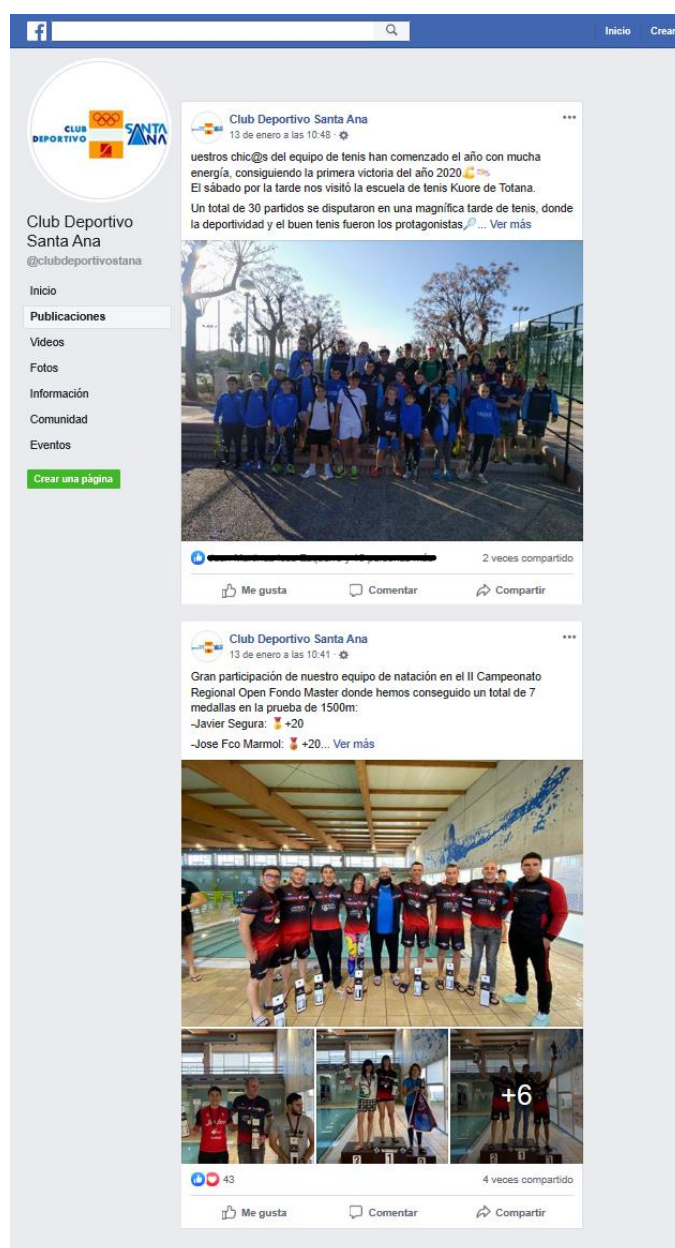 f
Inicio
Crear
CLUB
DEPORTIVO
SANTA
ANA
Club Deportivo
Santa Ana
@clubdeportivostana
Inicio
Publicaciones
Videos
Fotos
Información
Comunidad
Eventos
Crear una página
Club Deportivo Santa Ana
13 de enero a las 10:48 ·
uestros chic@s del equipo de tenis han comenzado el año con mucha
energía, consiguiendo la primera victoria del año 2020💪🎾
El sábado por la tarde nos visitó la escuela de tenis Kuore de Totana.
Un total de 30 partidos se disputaron en una magnífica tarde de tenis, donde
la deportividad y el buen tenis fueron los protagonistas🎾... Ver más
2 veces compartido
Me gusta
Comentar
Compartir
Club Deportivo Santa Ana
13 de enero a las 10:41 ·
Gran participación de nuestro equipo de natación en el II Campeonato
Regional Open Fondo Master donde hemos conseguido un total de 7
medallas en la prueba de 1500m:
-Javier Segura: 🥇+20
-Jose Fco Marmol: 🥉+20... Ver más
+6
2 1 3
43
4 veces compartido
Me gusta
Comentar
Compartir